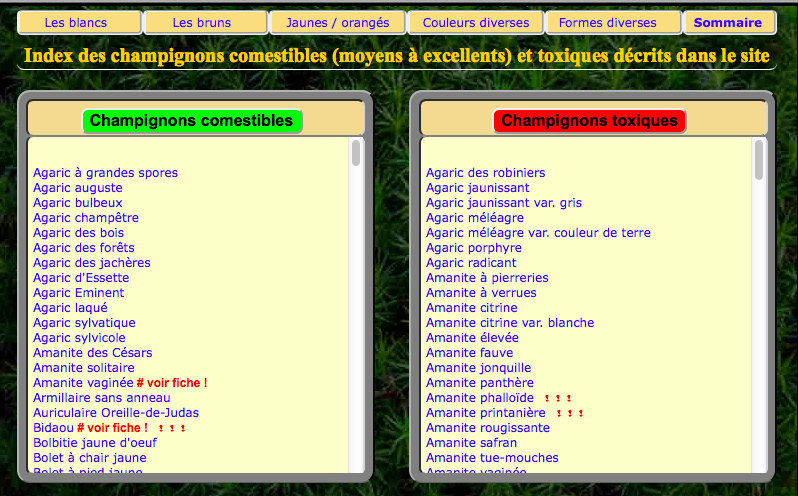 Les blancs
Les bruns
Jaunes / orangés
Couleurs diverses
Formes diverses
Sommaire
Index des champignons comestibles (moyens à excellents) et toxiques décrits dans le site
Champignons comestibles
Agaric à grandes spores
Agaric auguste
Agaric bulbeux
Agaric champêtre
Agaric des bois
Agaric des forêts
Agaric des jachères
Agaric d'Essette
Agaric Eminent
Agaric laqué
Agaric sylvatique
Agaric sylvicole
Amanite des Césars
Amanite solitaire
Amanite vaginée # voir fiche !
Armillaire sans anneau
Auriculaire Oreille-de-Judas
Bidaou # voir fiche ! ! ! !
Bolbitie jaune d'oeuf
Bolet à chair jaune
Bolet à pied jaune
Champignons toxiques
Agaric des robiniers
Agaric jaunissant
Agaric jaunissant var. gris
Agaric méléagre
Agaric méléagre var. couleur de terre
Agaric porphyre
Agaric radicant
Amanite à pierreries
Amanite à verrues
Amanite citrine
Amanite citrine var. blanche
Amanite élevée
Amanite fauve
Amanite jonquille
Amanite panthère
Amanite phalloïde ! ! !
Amanite printanière ! ! !
Amanite rougissante
Amanite safran
Amanite tue-mouches
Amanite vaginée